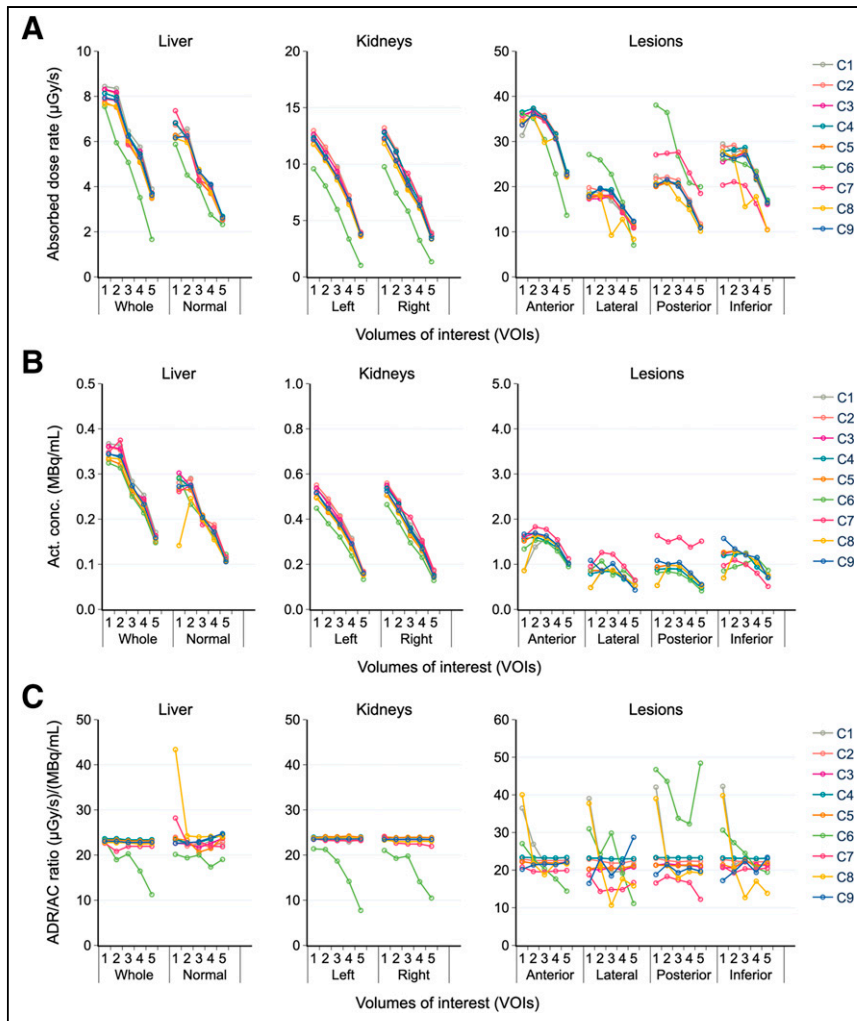 A
Liver
Kidneys
Lesions
Absorbed dose rate (µGy/s)
10
8
6
4
2
0
20
15
10
5
0
50
40
30
20
10
0
1 2 3 4 5 1 2 3 4 5
Whole Normal
1 2 3 4 5 1 2 3 4 5
Left Right
1 2 3 4 5 1 2 3 4 5 1 2 3 4 5 1 2 3 4 5
Anterior Lateral Posterior Inferior
Volumes of interest (VOIs)
C1
C2
C3
C4
C5
C6
C7
C8
C9
B
Liver
Kidneys
Lesions
Act. conc. (MBq/mL)
0.5
0.4
0.3
0.2
0.1
0.0
1.0
0.8
0.6
0.4
0.2
0.0
5.0
4.0
3.0
2.0
1.0
0.0
1 2 3 4 5 1 2 3 4 5
Whole Normal
1 2 3 4 5 1 2 3 4 5
Left Right
1 2 3 4 5 1 2 3 4 5 1 2 3 4 5 1 2 3 4 5
Anterior Lateral Posterior Inferior
Volumes of interest (VOIs)
C1
C2
C3
C4
C5
C6
C7
C8
C9
C
Liver
Kidneys
Lesions
ADR/AC ratio (µGy/s)/(MBq/mL)
50
40
30
20
10
0
50
40
30
20
10
0
60
50
40
30
20
10
0
1 2 3 4 5 1 2 3 4 5
Whole Normal
1 2 3 4 5 1 2 3 4 5
Left Right
1 2 3 4 5 1 2 3 4 5 1 2 3 4 5 1 2 3 4 5
Anterior Lateral Posterior Inferior
Volumes of interest (VOIs)
C1
C2
C3
C4
C5
C6
C7
C8
C9